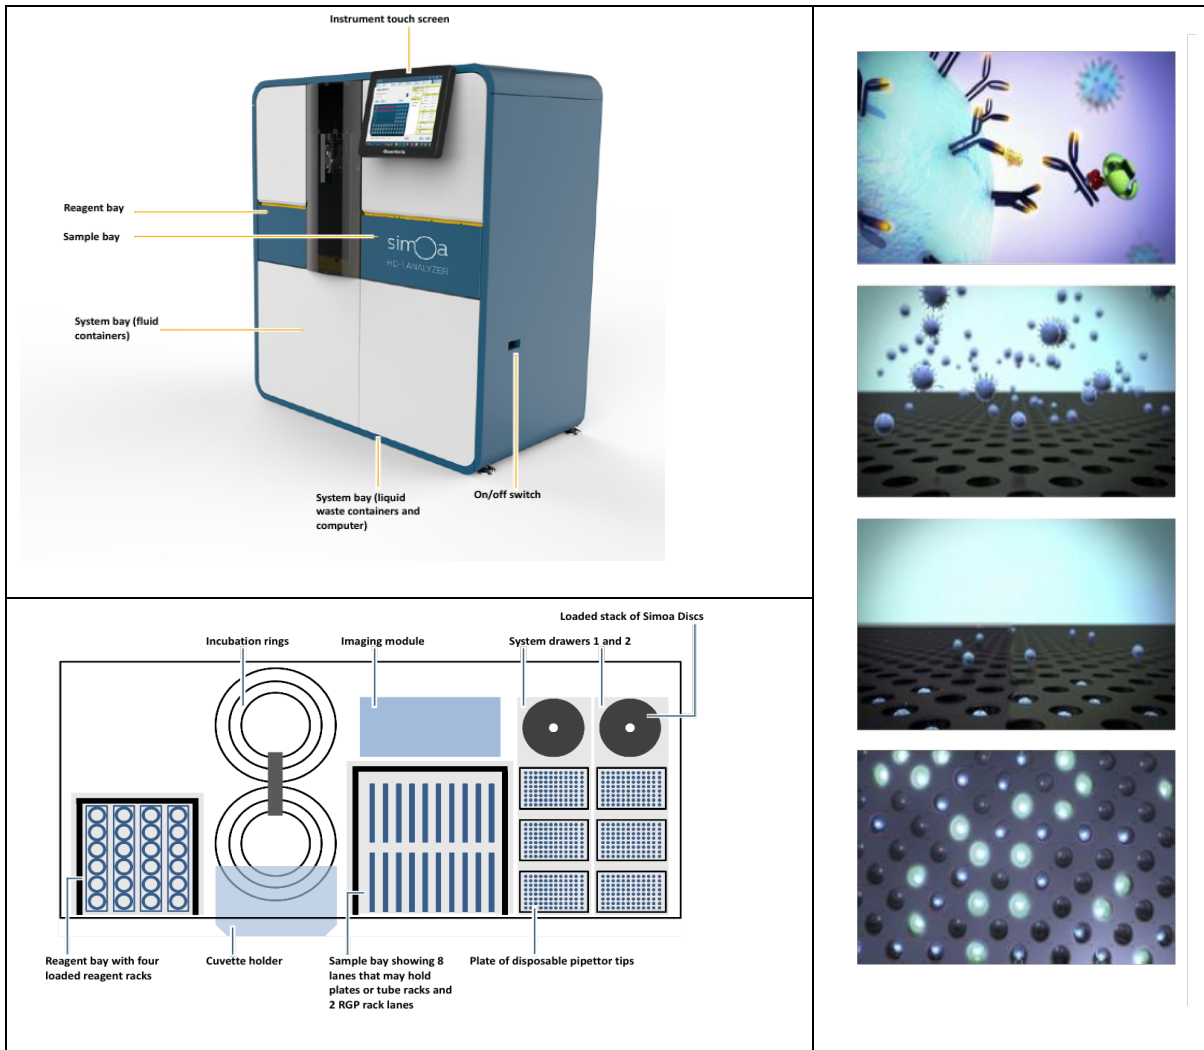 Instrument touch screen
Reagent bay
Sample bay
simoa
HD-1 ANALYZER
System bay (fluid
containers)
System bay (liquid
waste containers and
computer)
On/off switch
Loaded stack of Simoa Discs
Incubation rings
Imaging module
System drawers 1 and 2
Reagent bay with four
loaded reagent racks
Cuvette holder
Sample bay showing 8
lanes that may hold
plates or tube racks and
2 RGP rack lanes
Plate of disposable pipettor tips